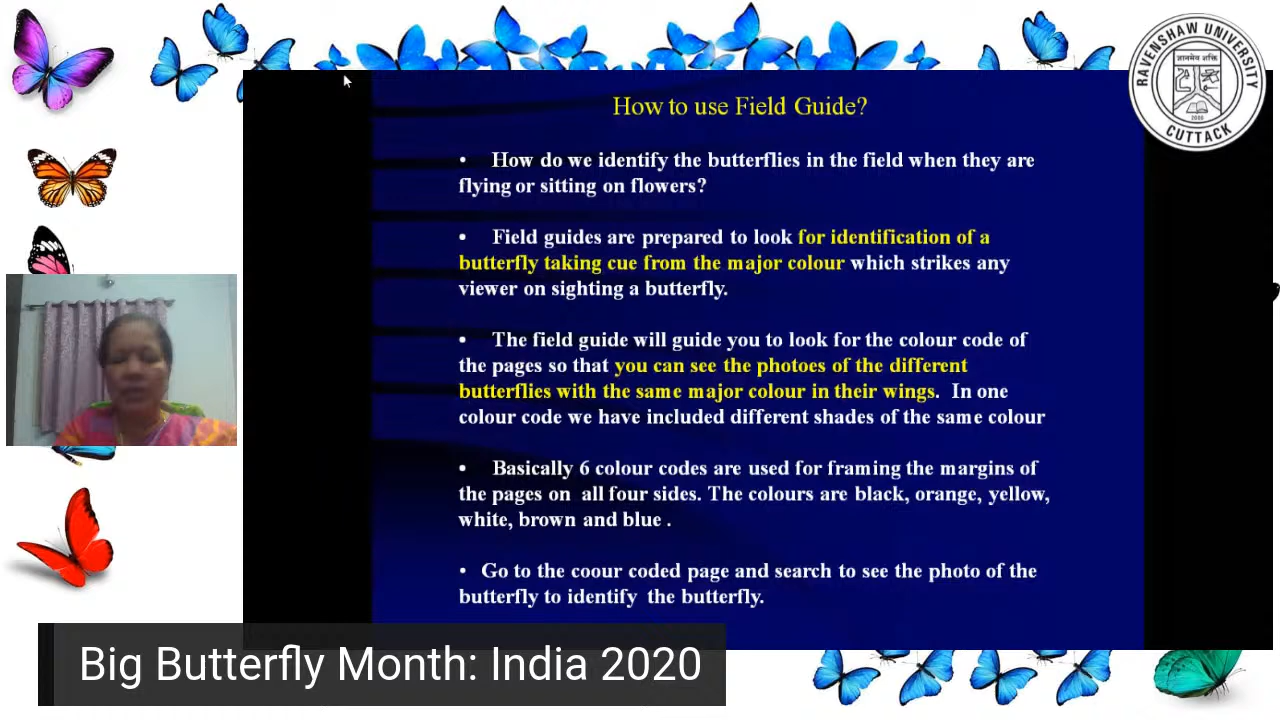 RAVENSHAW UNIVERSITY
ज्ञानमेव शक्ति
2006
CUTTACK
How to use Field Guide?
• How do we identify the butterflies in the field when they are
flying or sitting on flowers?
• Field guides are prepared to look for identification of a
butterfly taking cue from the major colour which strikes any
viewer on sighting a butterfly.
• The field guide will guide you to look for the colour code of
the pages so that you can see the photoes of the different
butterflies with the same major colour in their wings. In one
colour code we have included different shades of the same colour
• Basically 6 colour codes are used for framing the margins of
the pages on all four sides. The colours are black, orange, yellow,
white, brown and blue .
• Go to the coour coded page and search to see the photo of the
butterfly to identify the butterfly.
Big Butterfly Month: India 2020